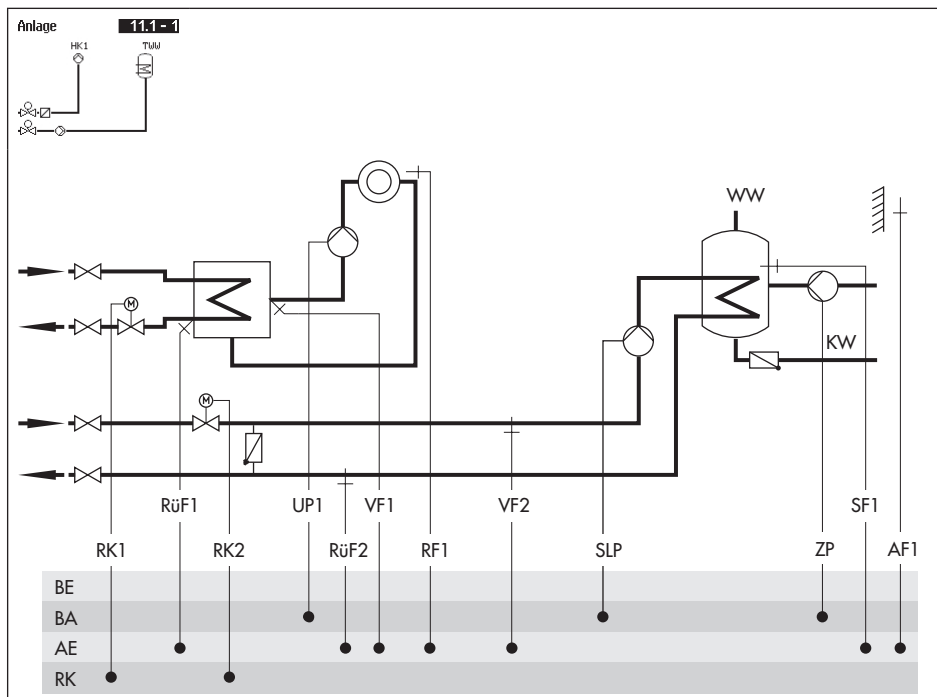 Anlage 11.1 - 1
HK1 TWW
WW
M
KW
M
RüF1 UP1 VF1 VF2 SF1
RK1 RK2 RüF2 RF1 SLP ZP AF1
BE
BA
AE
RK